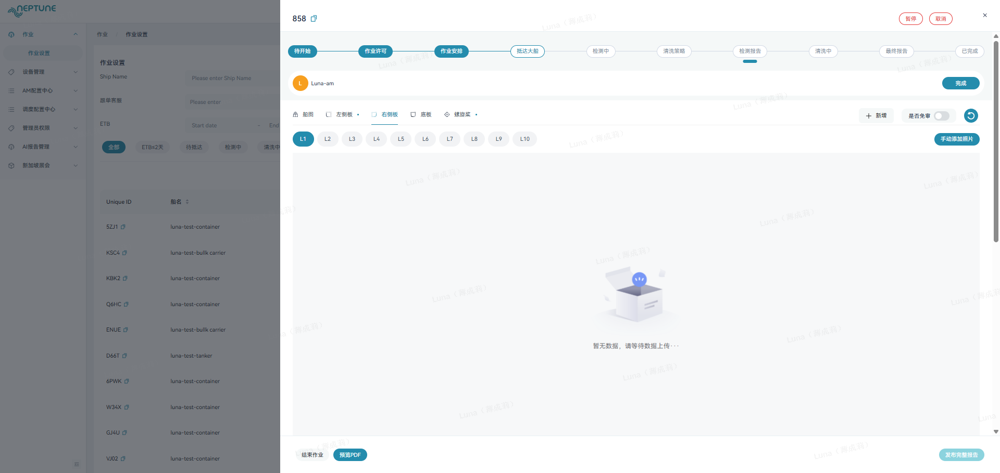 NEPTUNE
858
暂停
取消
作业
作业设置
设备管理
AM配置中心
调度配置中心
管理员权限
AI报告管理
新加坡展会
作业 / 作业设置
作业设置
Ship Name
Please enter Ship Name
跟单客服
Please enter
ETB
Start date - End
全部
ETB≤2天
待抵达
检测中
清洗中
Unique ID 船名
5ZJ1 luna-test-container
KSC4 luna-test-bullk carrier
KBK2 luna-test-container
Q6HC luna-test-container
ENUE luna-test-bullk carrier
D66T luna-test-tanker
6PWK luna-test-container
W34X luna-test-container
GJ4U luna-test-container
VJ02 luna-test-container
待开始
作业许可
作业安排
抵达大船
检测中
清洗策略
检测报告
清洗中
最终报告
已完成
L Luna-am
完成
船图
左侧板
右侧板
底板
螺旋桨
新增
是否免审
L1 L2 L3 L4 L5 L6 L7 L8 L9 L10
手动添加照片
暂无数据，请等待数据上传···
结束作业
预览PDF
发布完整报告